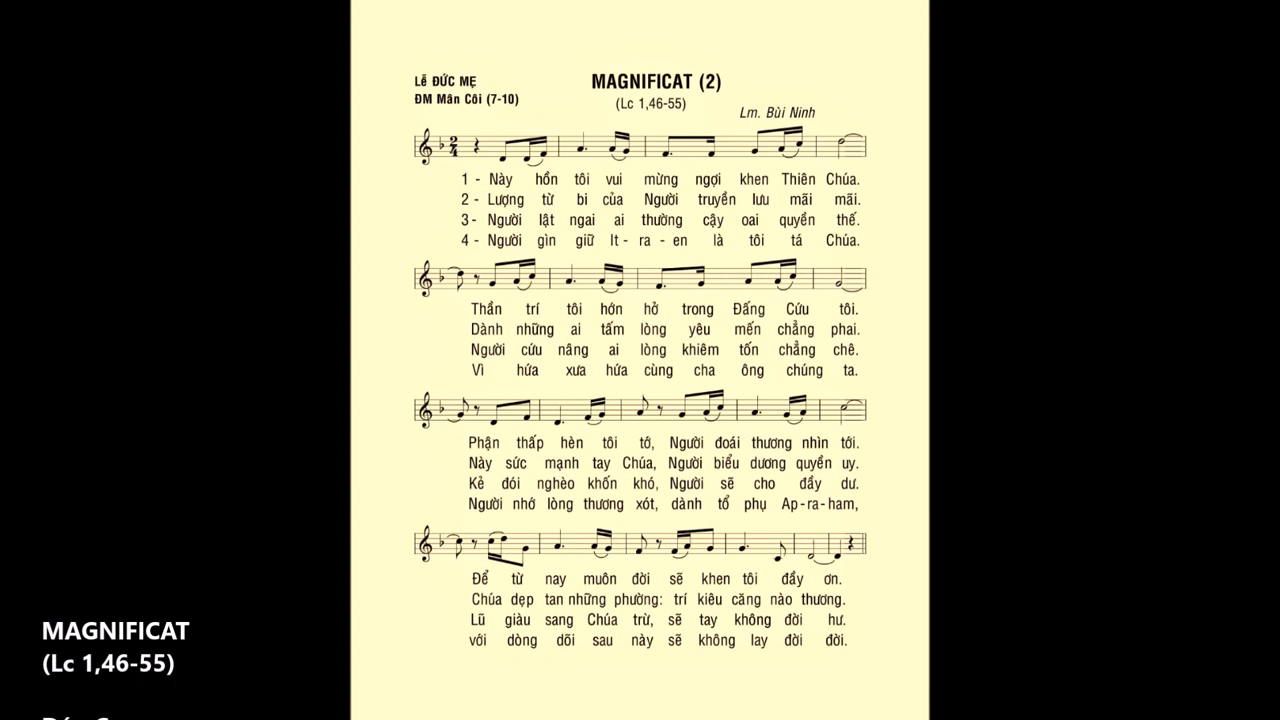 LỄ ĐỨC MẸ
ĐM Mân Côi (7-10)
MAGNIFICAT (2)
(Lc 1,46-55)
Lm. Bùi Ninh
2
4
1 - Này hồn tôi vui mừng ngợi khen Thiên Chúa.
2 - Lượng từ bi của Người truyền lưu mãi mãi.
3- Người lật ngai ai thường cậy oai quyền thế.
4 - Người gìn giữ It - ra - en là tôi tá Chúa.
Thần trí tôi hớn hở trong Đấng Cứu tôi.
Dành những ai tấm lòng yêu mến chẳng phai.
Người cứu nâng ai lòng khiêm tốn chẳng chê.
Vì hứa xưa hứa cùng cha ông chúng ta.
Phận thấp hèn tôi tớ, Người đoái thương nhìn tới.
Này sức mạnh tay Chúa, Người biểu dương quyền uy.
Kẻ đói nghèo khốn khó, Người sẽ cho đầy dư.
Người nhớ lòng thương xót, dành tổ phụ Ap-ra-ham,
Để từ nay muôn đời sẽ khen tôi đầy ơn.
Chúa dẹp tan những phường: trí kiêu căng nào thương.
Lũ giàu sang Chúa trừ, sẽ tay không đời hư.
với dòng dõi sau này sẽ không lay đời đời.
MAGNIFICAT
(Lc 1,46-55)